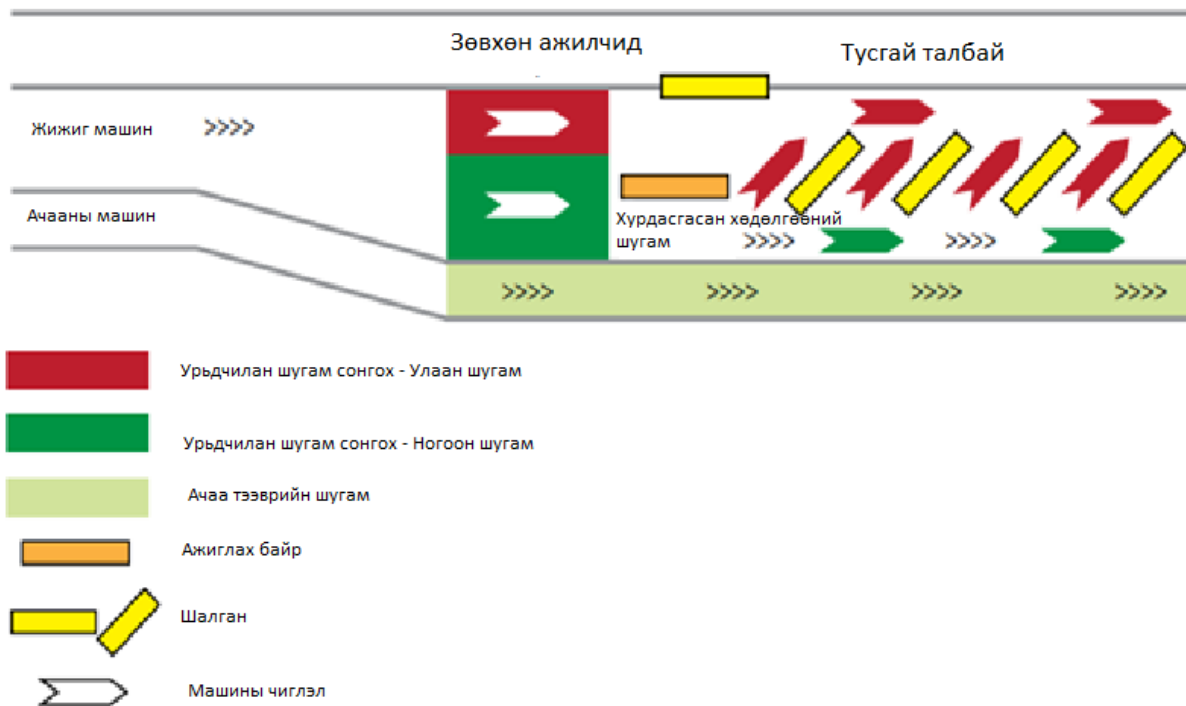 Зөвхөн ажилчид
Тусгай талбай
Жижиг машин >>>>
Ачааны машин
Хурдасгасан хөдөлгөөний
шугам >>>> >>>>
>>>> >>>> >>>> >>>>
Урьдчилан шугам сонгох - Улаан шугам
Урьдчилан шугам сонгох - Ногоон шугам
Ачаа тээврийн шугам
Ажиглах байр
Шалган
Машины чиглэл